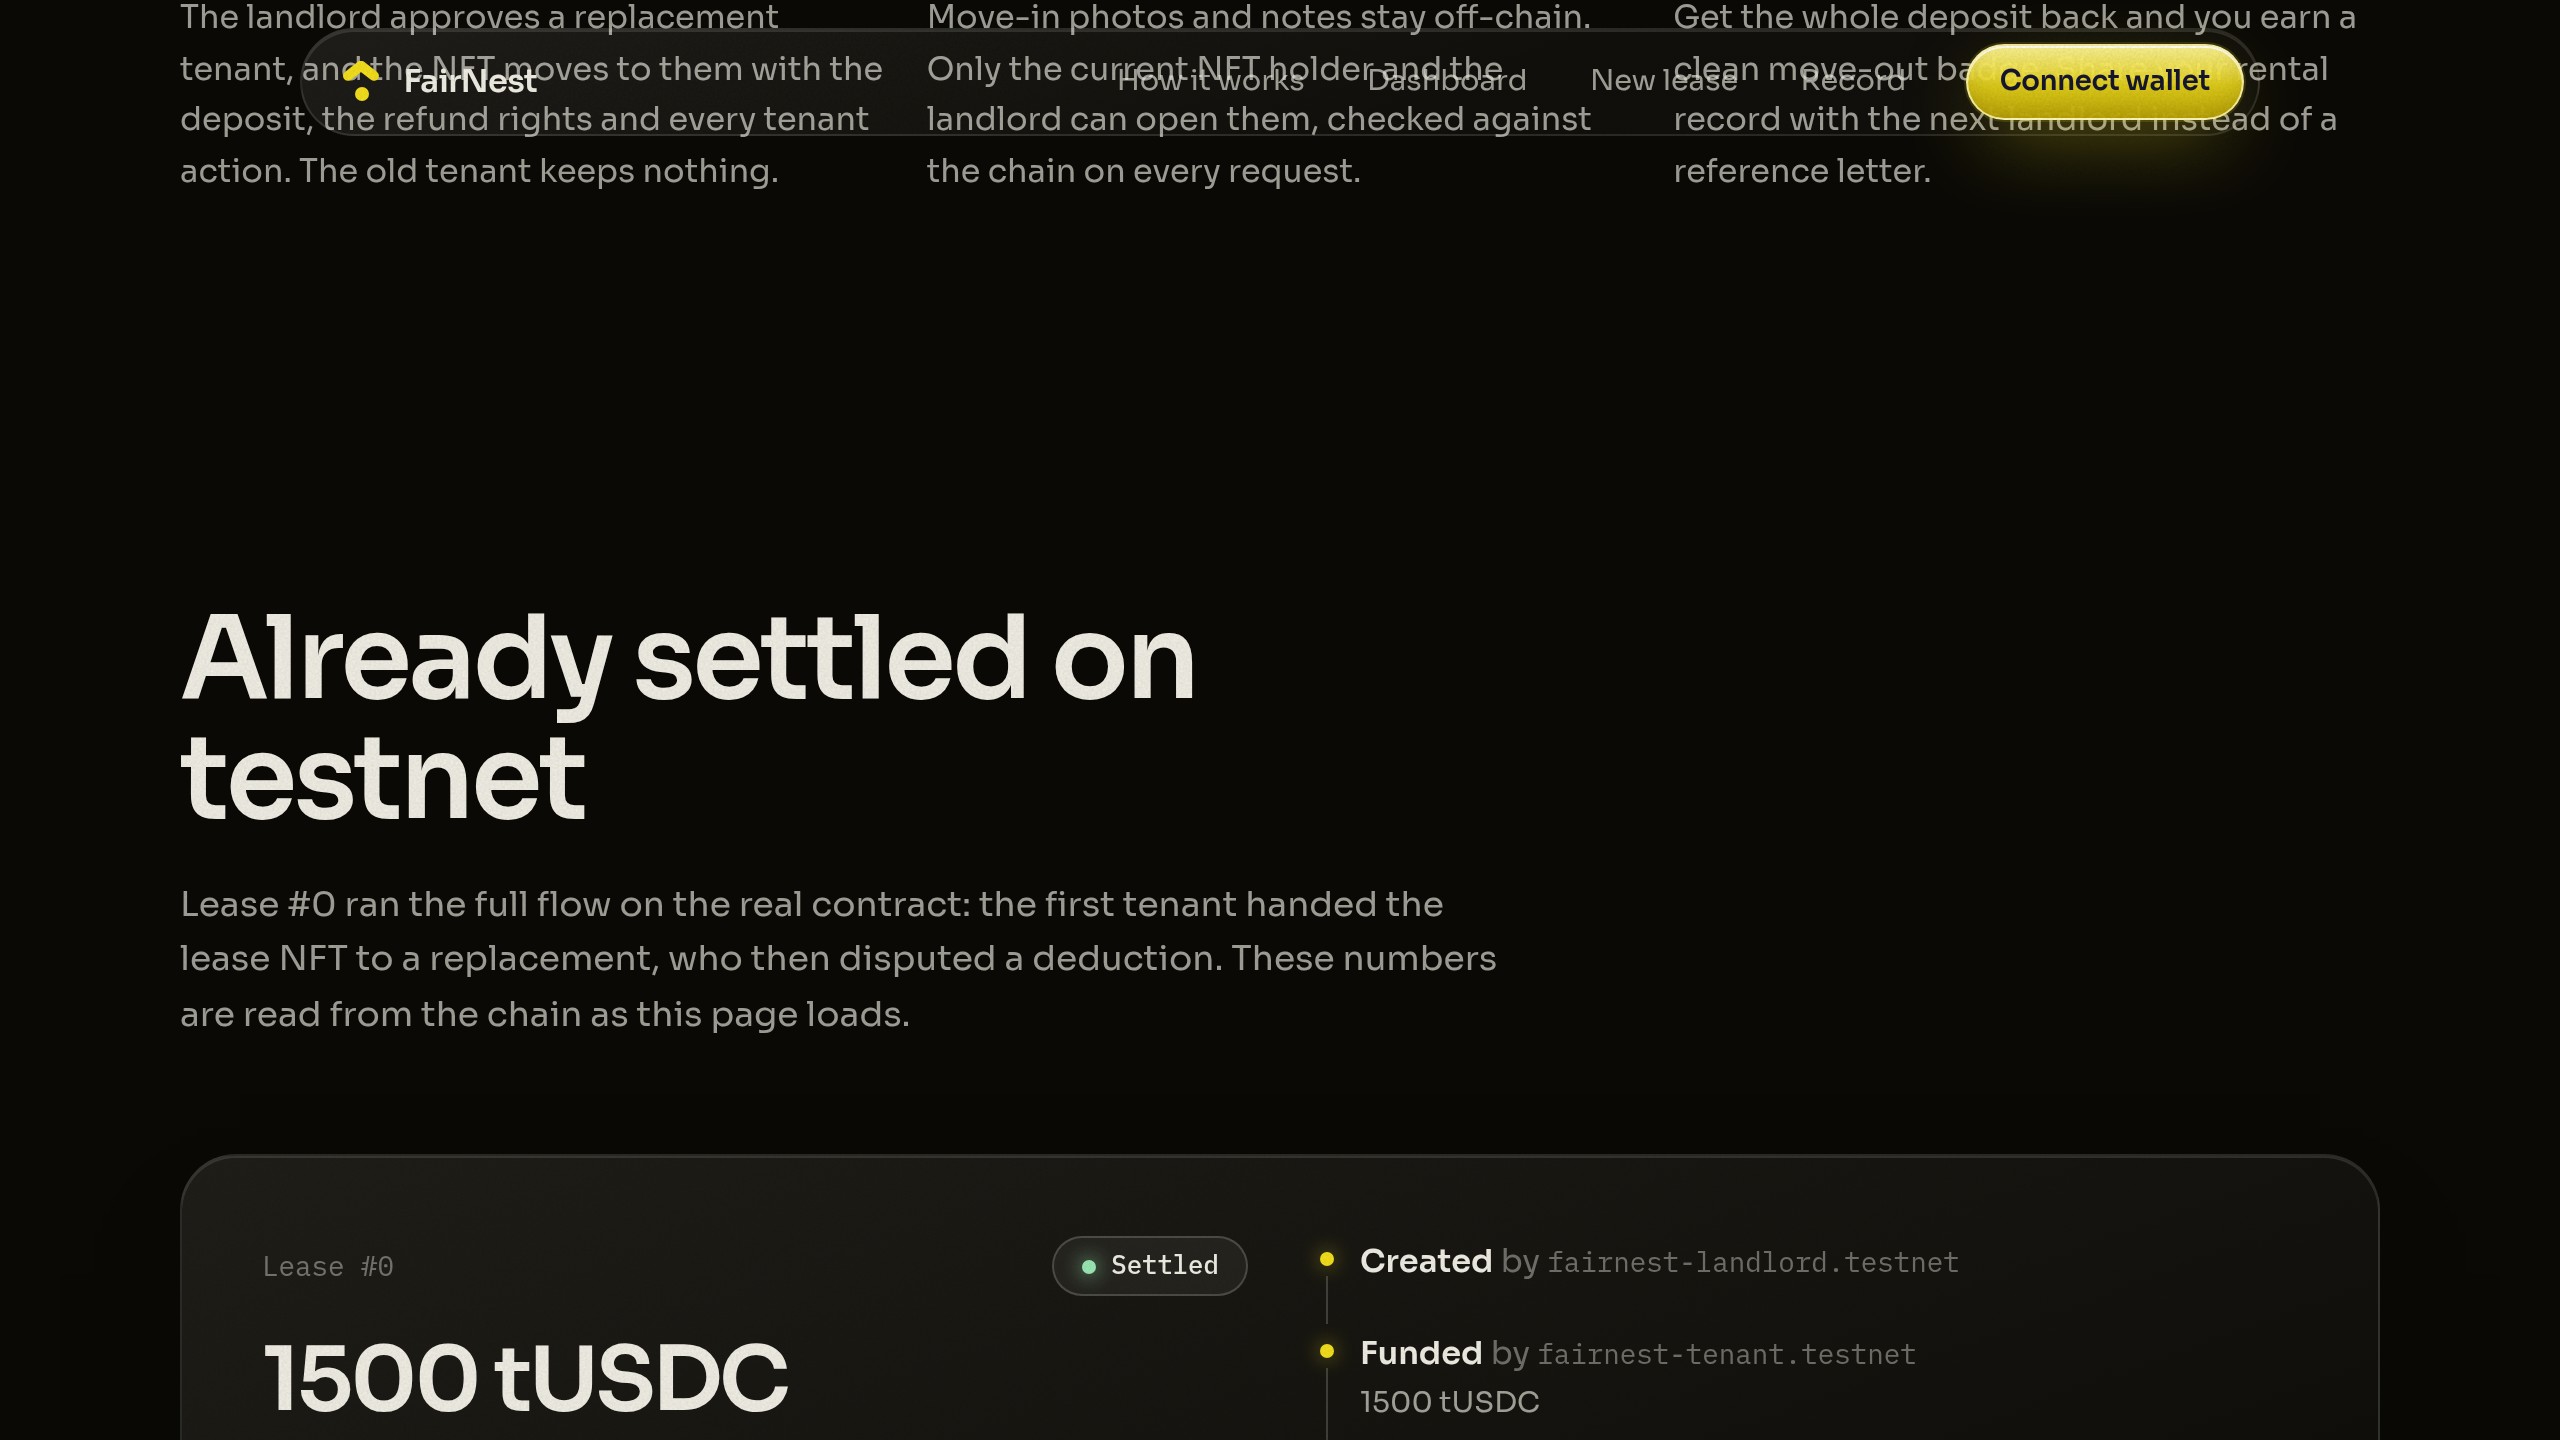 The landlord approves a replacement
tenant, and the NFT moves to them with the
deposit, the refund rights and every tenant
action. The old tenant keeps nothing.
Move-in photos and notes stay off-chain.
Only the current NFT holder and the
landlord can open them, checked against
the chain on every request.
Get the whole deposit back and you earn a
clean move-out rental
record with the next landlord instead of a
reference letter.
FairNest
How it works
Dashboard
New lease
Record
Connect wallet
Already settled on
testnet
Lease #0 ran the full flow on the real contract: the first tenant handed the
lease NFT to a replacement, who then disputed a deduction. These numbers
are read from the chain as this page loads.
Lease #0
Settled
1500 tUSDC
Created by fairnest-landlord.testnet
Funded by fairnest-tenant.testnet
1500 tUSDC